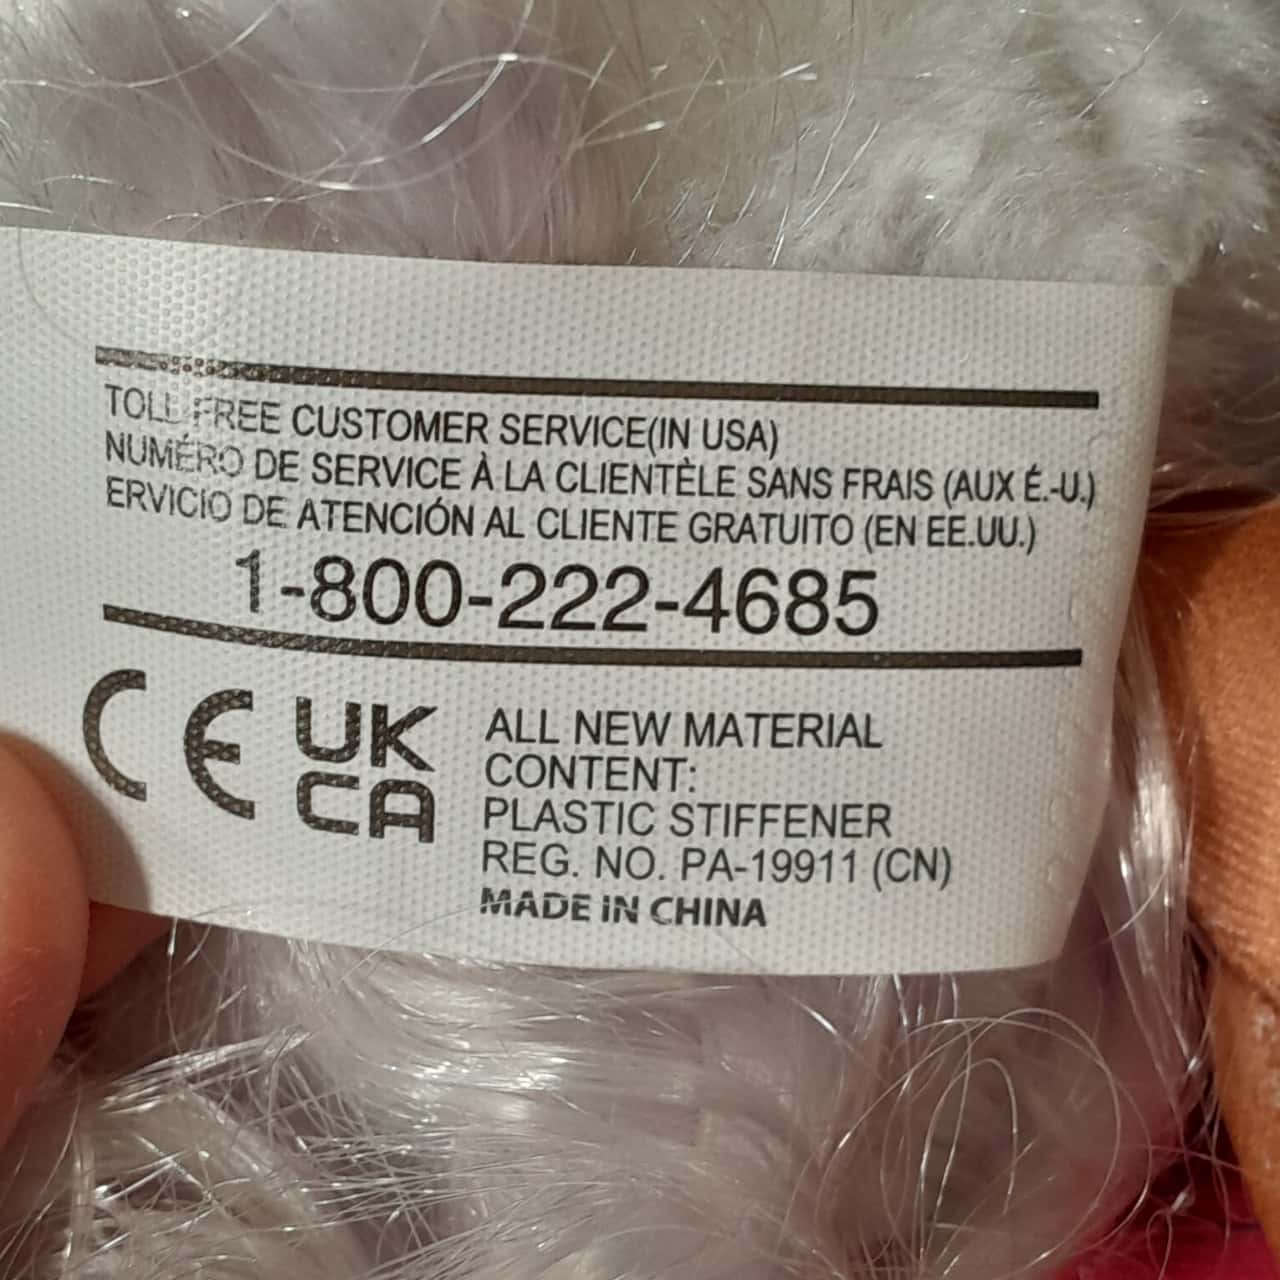 TOLL FREE CUSTOMER SERVICE(IN USA)
NUMÉRO DE SERVICE À LA CLIENTÈLE SANS FRAIS (AUX É.-U.)
ERVICIO DE ATENCIÓN AL CLIENTE GRATUITO (EN EE.UU.)
1-800-222-4685
CE UK CA
ALL NEW MATERIAL
CONTENT:
PLASTIC STIFFENER
REG. NO. PA-19911 (CN)
MADE IN CHINA